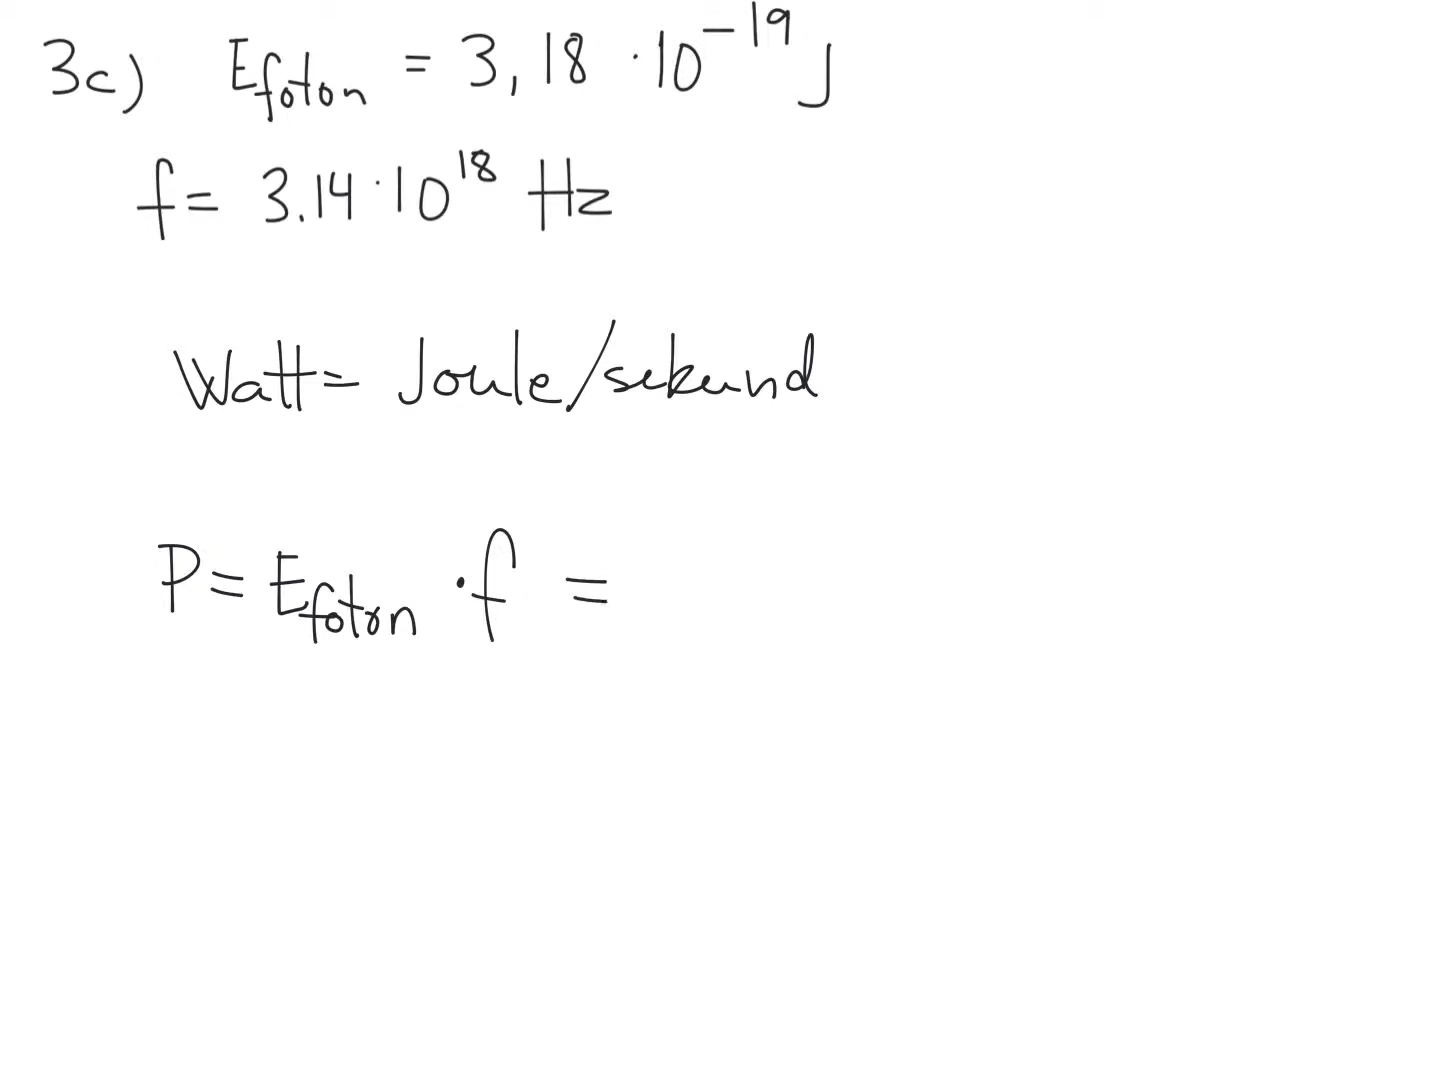 3c) Efoton = 3,18 · 10^-19 J
f = 3.14 · 10^18 Hz
Watt = Joule/sekund
P = Efoton · f =